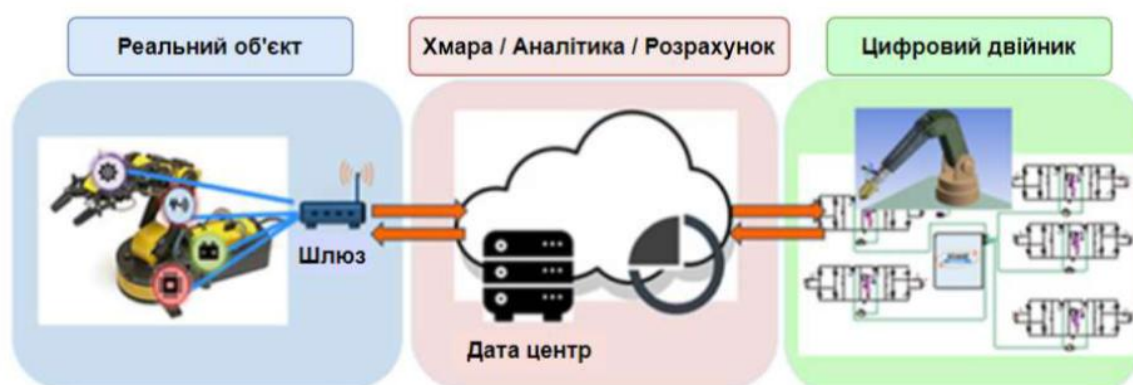 Реальний об'єкт
Хмара / Аналітика / Розрахунок
Цифровий двійник
Шлюз
Дата центр